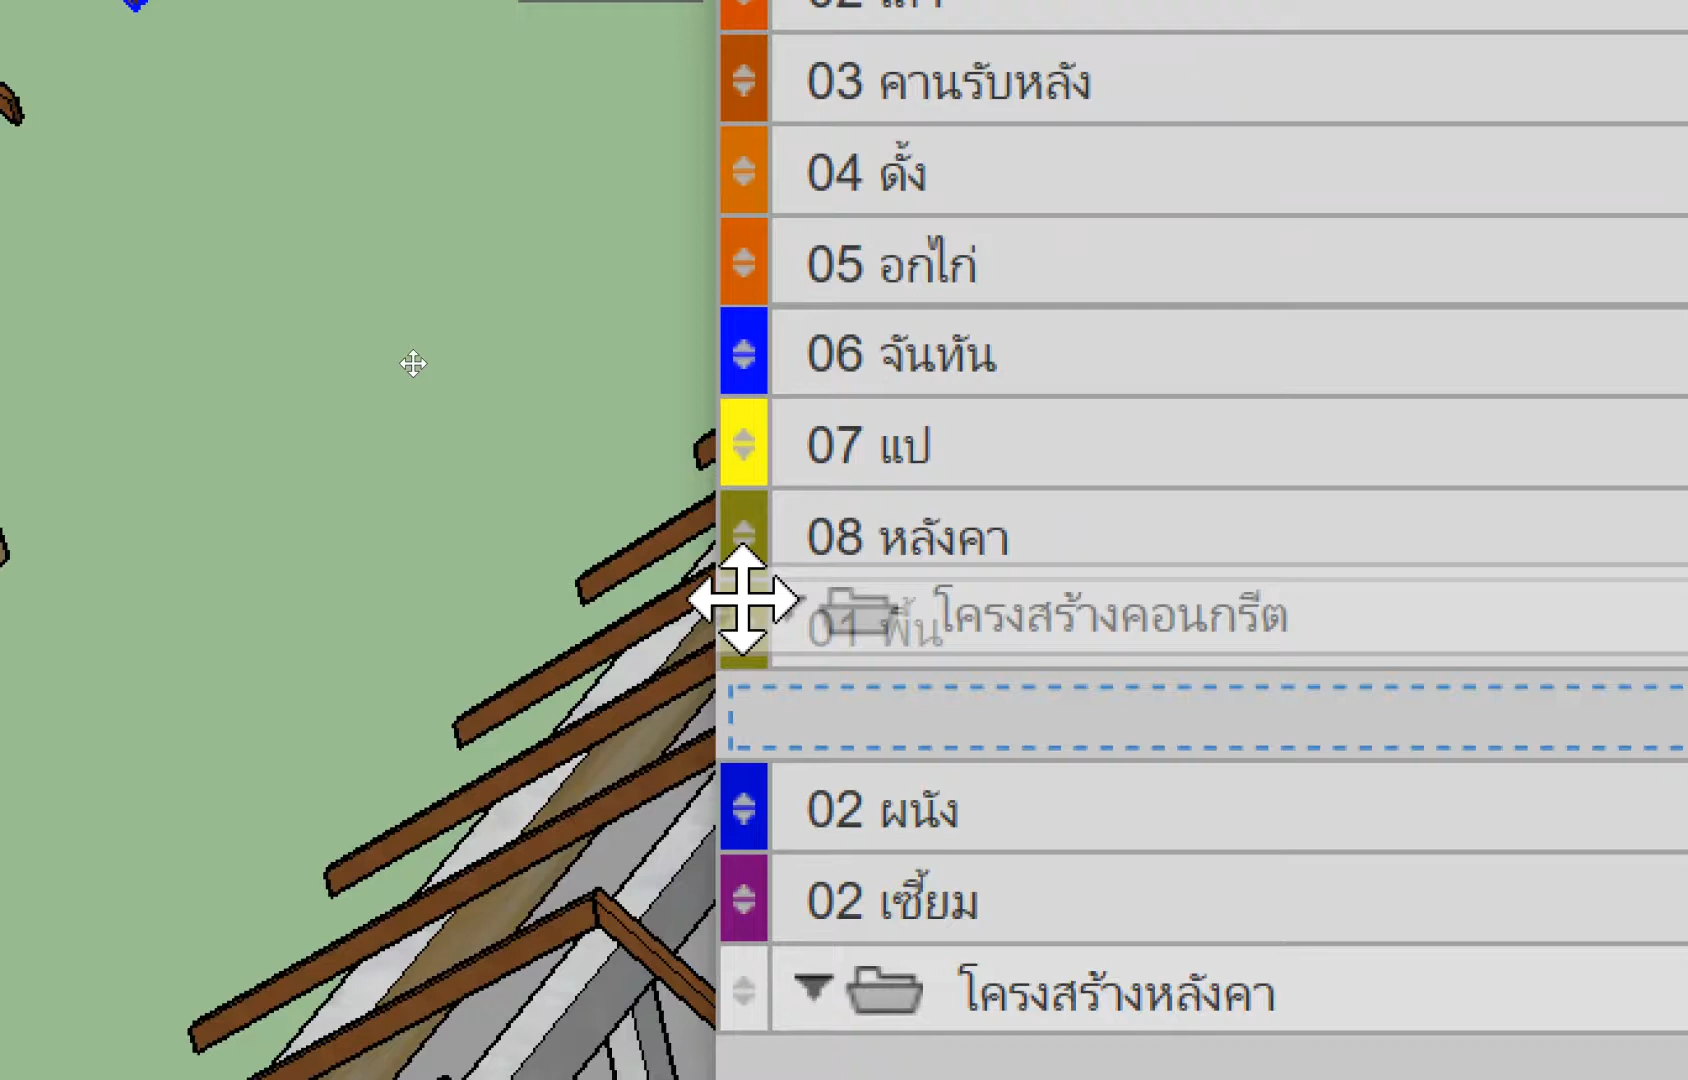 03 คานรับหลัง
04 ดั้ง
05 อกไก่
06 จันทัน
07 แป
08 หลังคา
โครงสร้างคอนกรีต
01 พื้น
02 ผนัง
02 เซี้ยม
โครงสร้างหลังคา